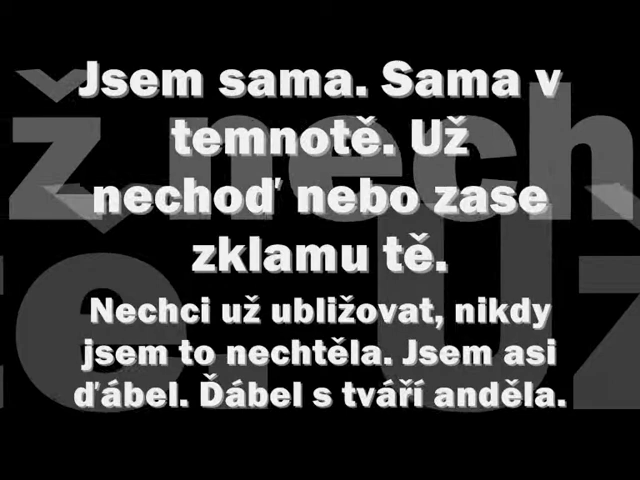 Jsem sama. Sama v
temnotě. Už
nechoď nebo zase
zklamu tě.
Nechci už ubližovat, nikdy
jsem to nechtěla. Jsem asi
ďábel. Ďábel s tváří anděla.